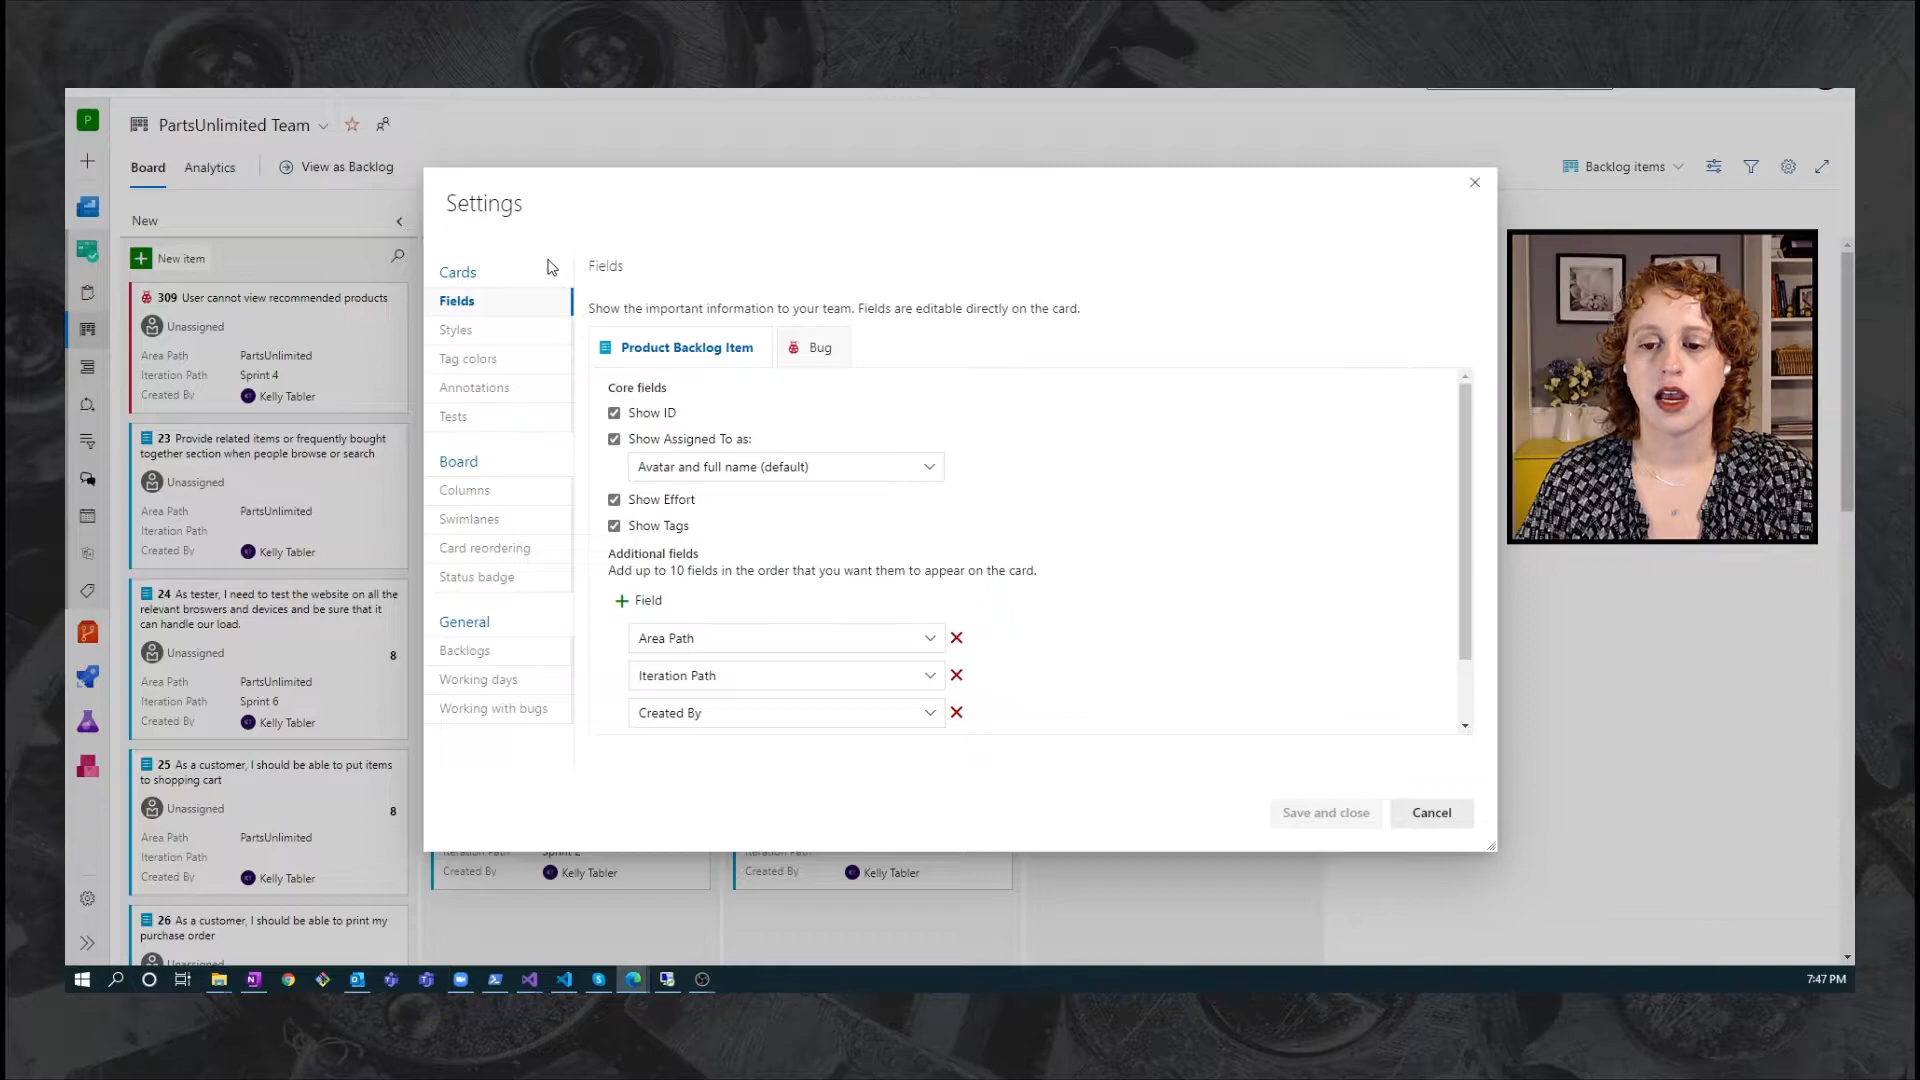 P
PartsUnlimited Team
Board
Analytics
View as Backlog
Backlog items
New
New item
309 User cannot view recommended products
Unassigned
Area Path PartsUnlimited
Iteration Path Sprint 4
Created By Kelly Tabler
23 Provide related items or frequently bought
together section when people browse or search
Unassigned
Area Path PartsUnlimited
Iteration Path
Created By Kelly Tabler
24 As tester, I need to test the website on all the
relevant broswers and devices and be sure that it
can handle our load.
Unassigned 8
Area Path PartsUnlimited
Iteration Path Sprint 6
Created By Kelly Tabler
25 As a customer, I should be able to put items
to shopping cart
Unassigned 8
Area Path PartsUnlimited
Iteration Path
Created By Kelly Tabler
26 As a customer, I should be able to print my
purchase order
Unassigned
Settings
Cards
Fields
Styles
Tag colors
Annotations
Tests
Board
Columns
Swimlanes
Card reordering
Status badge
General
Backlogs
Working days
Working with bugs
Fields
Show the important information to your team. Fields are editable directly on the card.
Product Backlog Item
Bug
Core fields
Show ID
Show Assigned To as:
Avatar and full name (default)
Show Effort
Show Tags
Additional fields
Add up to 10 fields in the order that you want them to appear on the card.
Field
Area Path
Iteration Path
Created By
Save and close
Cancel
Iteration Path Sprint 2
Created By Kelly Tabler
Iteration Path
Created By Kelly Tabler
7:47 PM